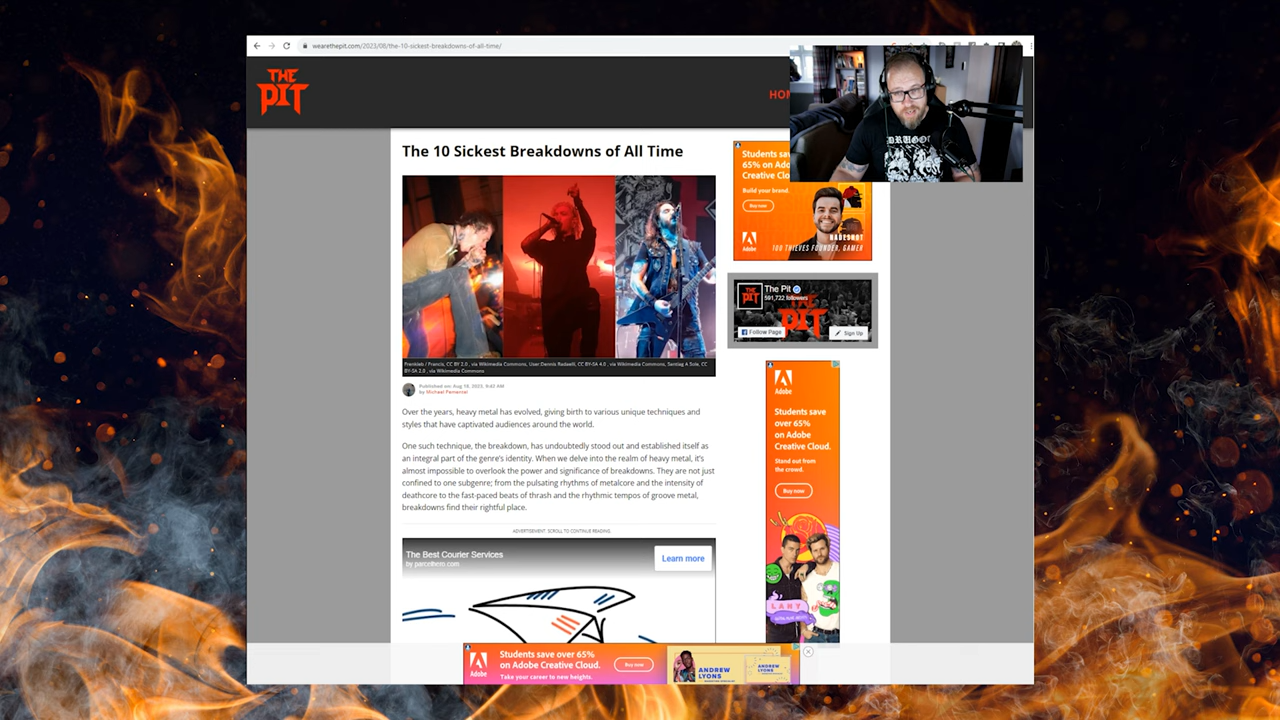 wearethepit.com/2023/08/the-10-sickest-breakdowns-of-all-time/
THE
PIT
HOM
DRUGO
The 10 Sickest Breakdowns of All Time
Students sav
65% on Ado
Creative Clo
Build your brand.
Buy now
Adobe
NADESHOT
100 THIEVES FOUNDER, GAMER
THE
PIT
The Pit
591,722 followers
THE
PIT
Follow Page
Sign Up
Frenkieb / Francis, CC BY 2.0 , via Wikimedia Commons, User:Dennis Radaelli, CC BY-SA 4.0 , via Wikimedia Commons, Santiag A Sole, CC
BY-SA 2.0 , via Wikimedia Commons
Published on: Aug 18, 2023, 9:02 AM
by Michael Pementel
Over the years, heavy metal has evolved, giving birth to various unique techniques and
styles that have captivated audiences around the world.
One such technique, the breakdown, has undoubtedly stood out and established itself as
an integral part of the genre's identity. When we delve into the realm of heavy metal, it's
almost impossible to overlook the power and significance of breakdowns. They are not just
confined to one subgenre; from the pulsating rhythms of metalcore and the intensity of
deathcore to the fast-paced beats of thrash and the rhythmic tempos of groove metal,
breakdowns find their rightful place.
ADVERTISEMENT. SCROLL TO CONTINUE READING.
The Best Courier Services
by parcelhero.com
Learn more
Adobe
Students save
over 65%
on Adobe
Creative Cloud.
Stand out from
the crowd.
Buy now
LANY
Adobe
Students save over 65%
on Adobe Creative Cloud.
Take your career to new heights.
Buy now
ANDREW
LYONS
ANDREW
LYONS